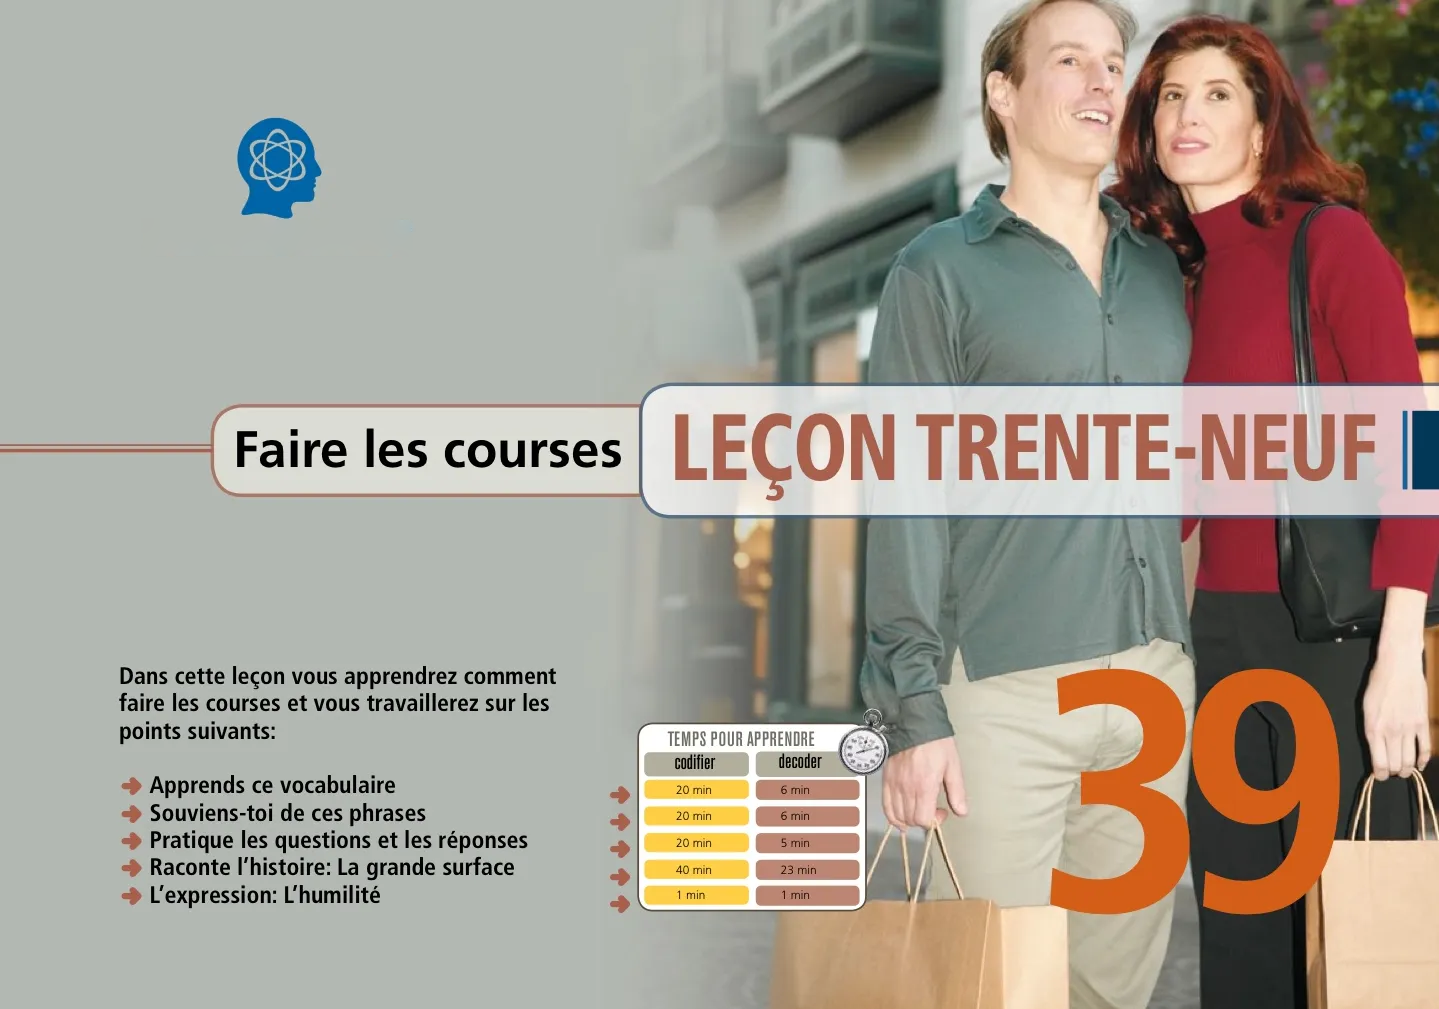 Faire les courses
LEÇON TRENTE-NEUF
Dans cette leçon vous apprendrez comment
faire les courses et vous travaillerez sur les
points suivants:
Apprends ce vocabulaire
Souviens-toi de ces phrases
Pratique les questions et les réponses
Raconte l'histoire: La grande surface
L'expression: L'humilité
TEMPS POUR APPRENDRE
codifier decoder
20 min 6 min
20 min 6 min
20 min 5 min
40 min 23 min
1 min 1 min
39